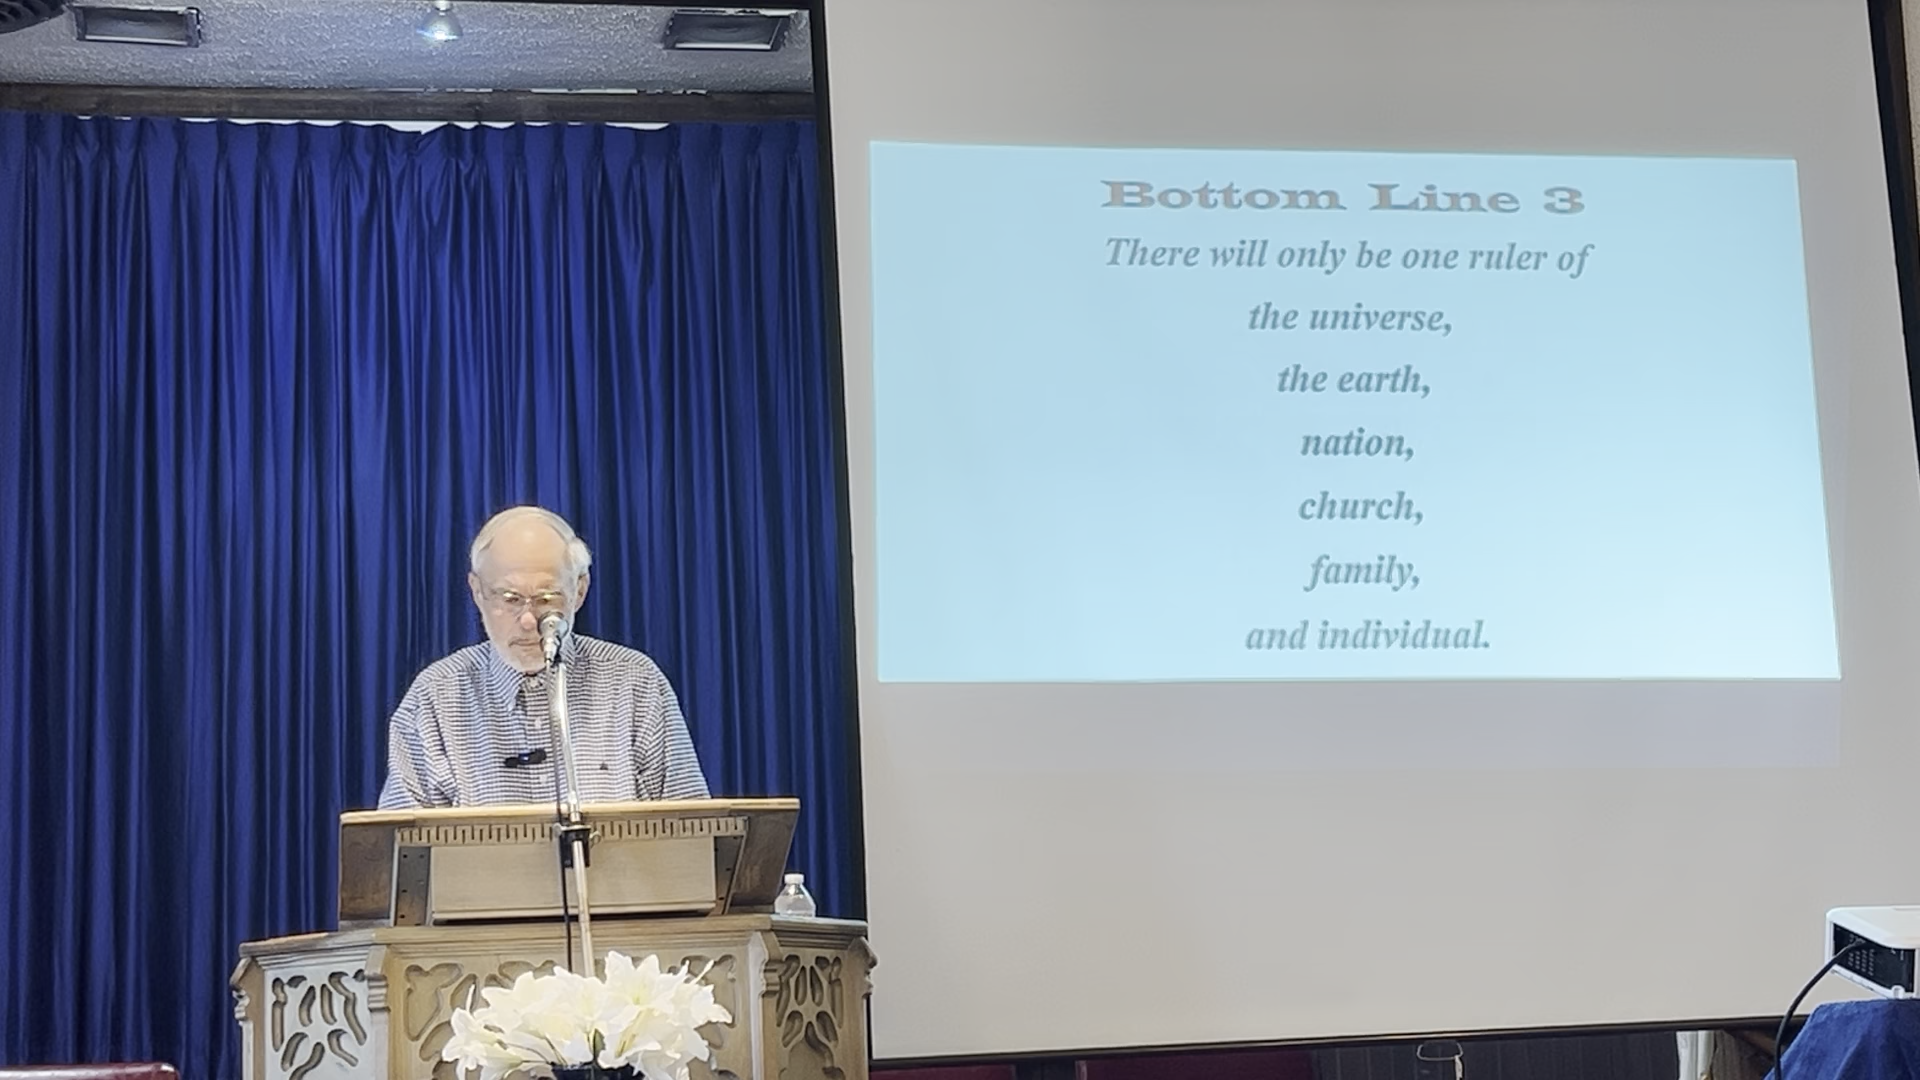 Bottom Line 3
There will only be one ruler of
the universe,
the earth,
nation,
church,
family,
and individual.